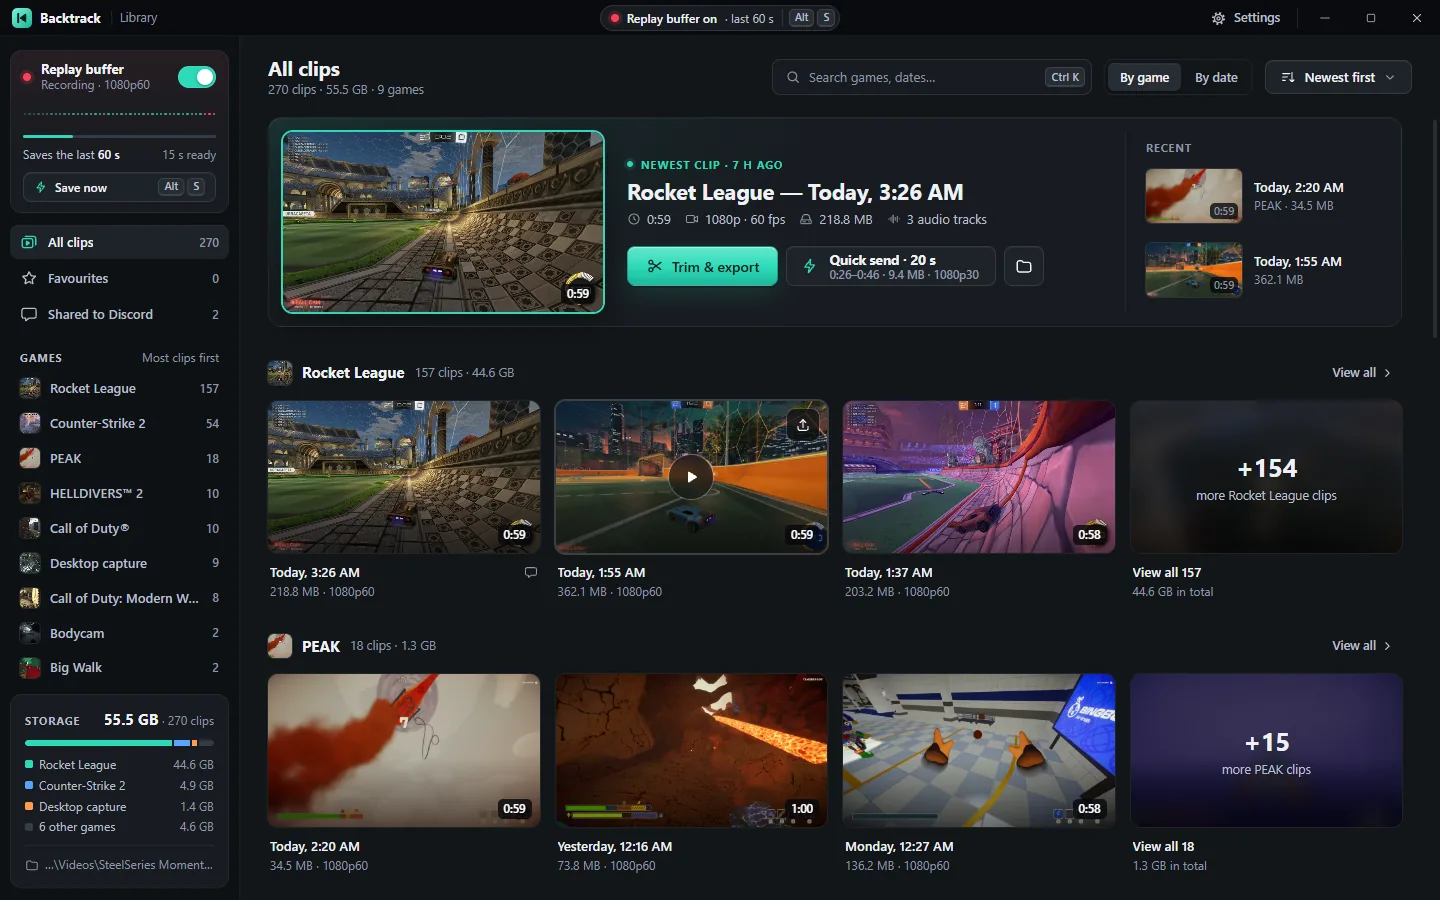 Backtrack
Library
Replay buffer on · last 60 s
Alt
S
Settings
Replay buffer
Recording · 1080p60
Saves the last 60 s
15 s ready
Save now
Alt
S
All clips
270
Favourites
0
Shared to Discord
2
GAMES
Most clips first
Rocket League
157
Counter-Strike 2
54
PEAK
18
HELLDIVERS™ 2
10
Call of Duty®
10
Desktop capture
9
Call of Duty: Modern W...
8
Bodycam
2
Big Walk
2
STORAGE
55.5 GB · 270 clips
Rocket League
44.6 GB
Counter-Strike 2
4.9 GB
Desktop capture
1.4 GB
6 other games
4.6 GB
...\Videos\SteelSeries Moment...
All clips
270 clips · 55.5 GB · 9 games
Search games, dates...
Ctrl K
By game
By date
Newest first
0:59
NEWEST CLIP · 7 H AGO
Rocket League — Today, 3:26 AM
0:59
1080p · 60 fps
218.8 MB
3 audio tracks
Trim & export
Quick send · 20 s
0:26–0:46 · 9.4 MB · 1080p30
RECENT
0:59
Today, 2:20 AM
PEAK · 34.5 MB
0:59
Today, 1:55 AM
362.1 MB
Rocket League
157 clips · 44.6 GB
View all
0:59
Today, 3:26 AM
218.8 MB · 1080p60
0:59
Today, 1:55 AM
362.1 MB · 1080p60
0:58
Today, 1:37 AM
203.2 MB · 1080p60
+154
more Rocket League clips
View all 157
44.6 GB in total
PEAK
18 clips · 1.3 GB
View all
0:59
Today, 2:20 AM
34.5 MB · 1080p60
1:00
Yesterday, 12:16 AM
73.8 MB · 1080p60
0:58
Monday, 12:27 AM
136.2 MB · 1080p60
+15
more PEAK clips
View all 18
1.3 GB in total